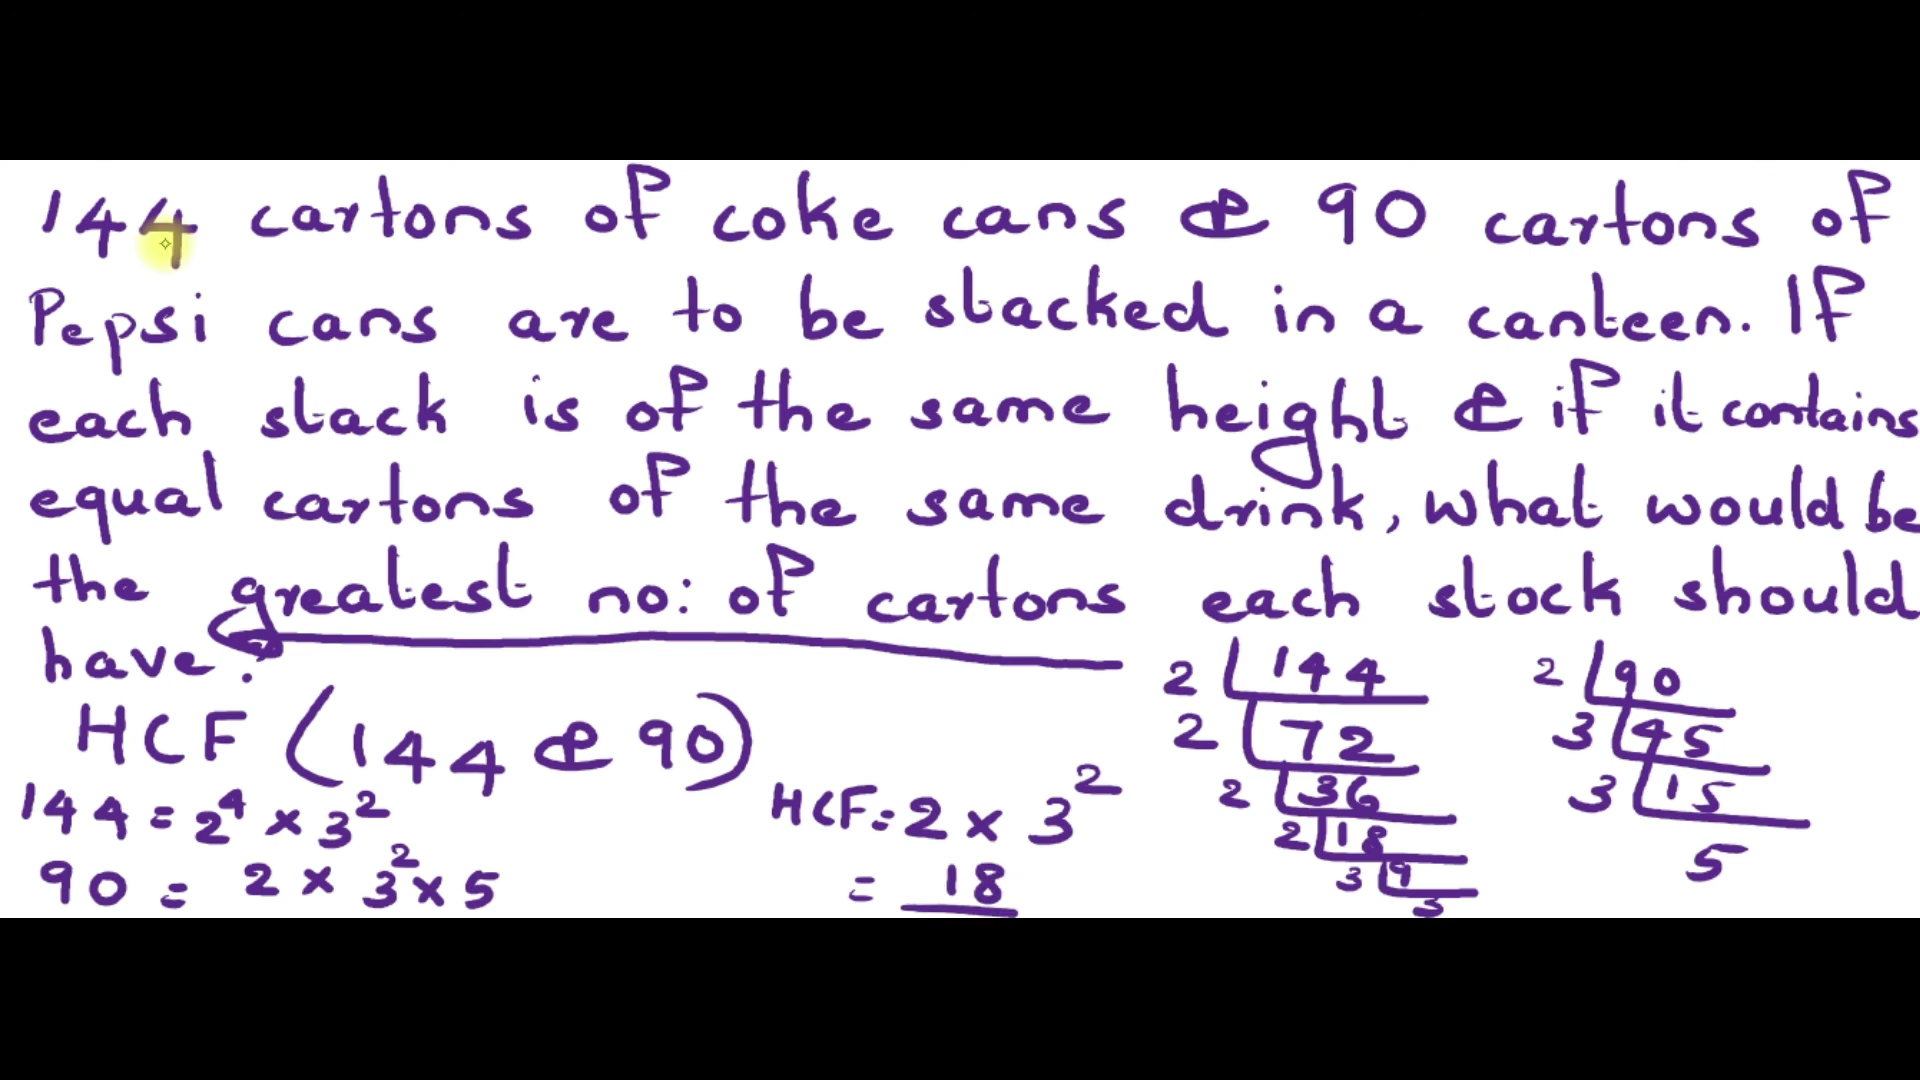 144 cartons of coke cans & 90 cartons of
Pepsi cans are to be stacked in a canteen. If
each stack is of the same height & if it contains
equal cartons of the same drink, what would be
the greatest no: of cartons each stock should
have?
HCF (144 & 90)
144 = 2⁴ × 3²
90 = 2 × 3² × 5
HCF = 2 × 3²
= 18
2 144
2 72
2 36
2 18
3 9
3
2 90
3 45
3 15
5